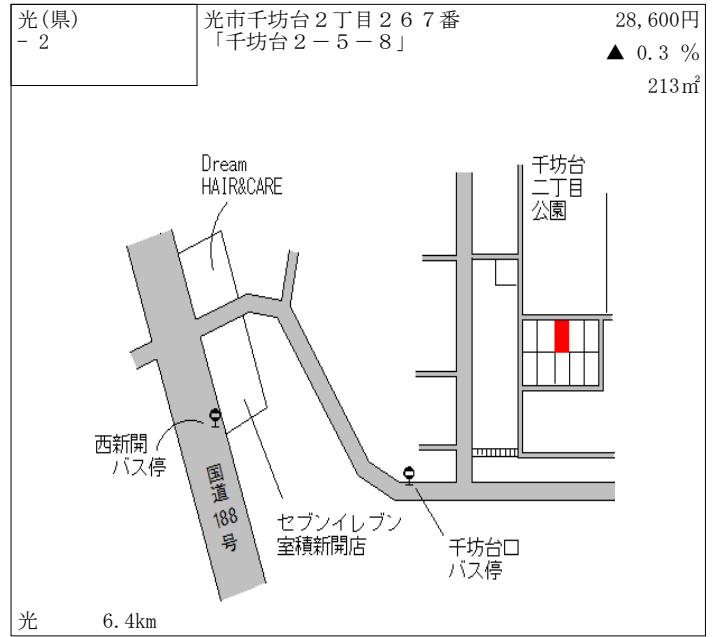 光(県)
- 2
光市千坊台２丁目２６７番
「千坊台２－５－８」
28,600円
▲ 0.3 %
213㎡
Dream
HAIR&CARE
千坊台
二丁目
公園
西新開
バス停
国道188号
セブンイレブン
室積新開店
千坊台口
バス停
光 6.4km